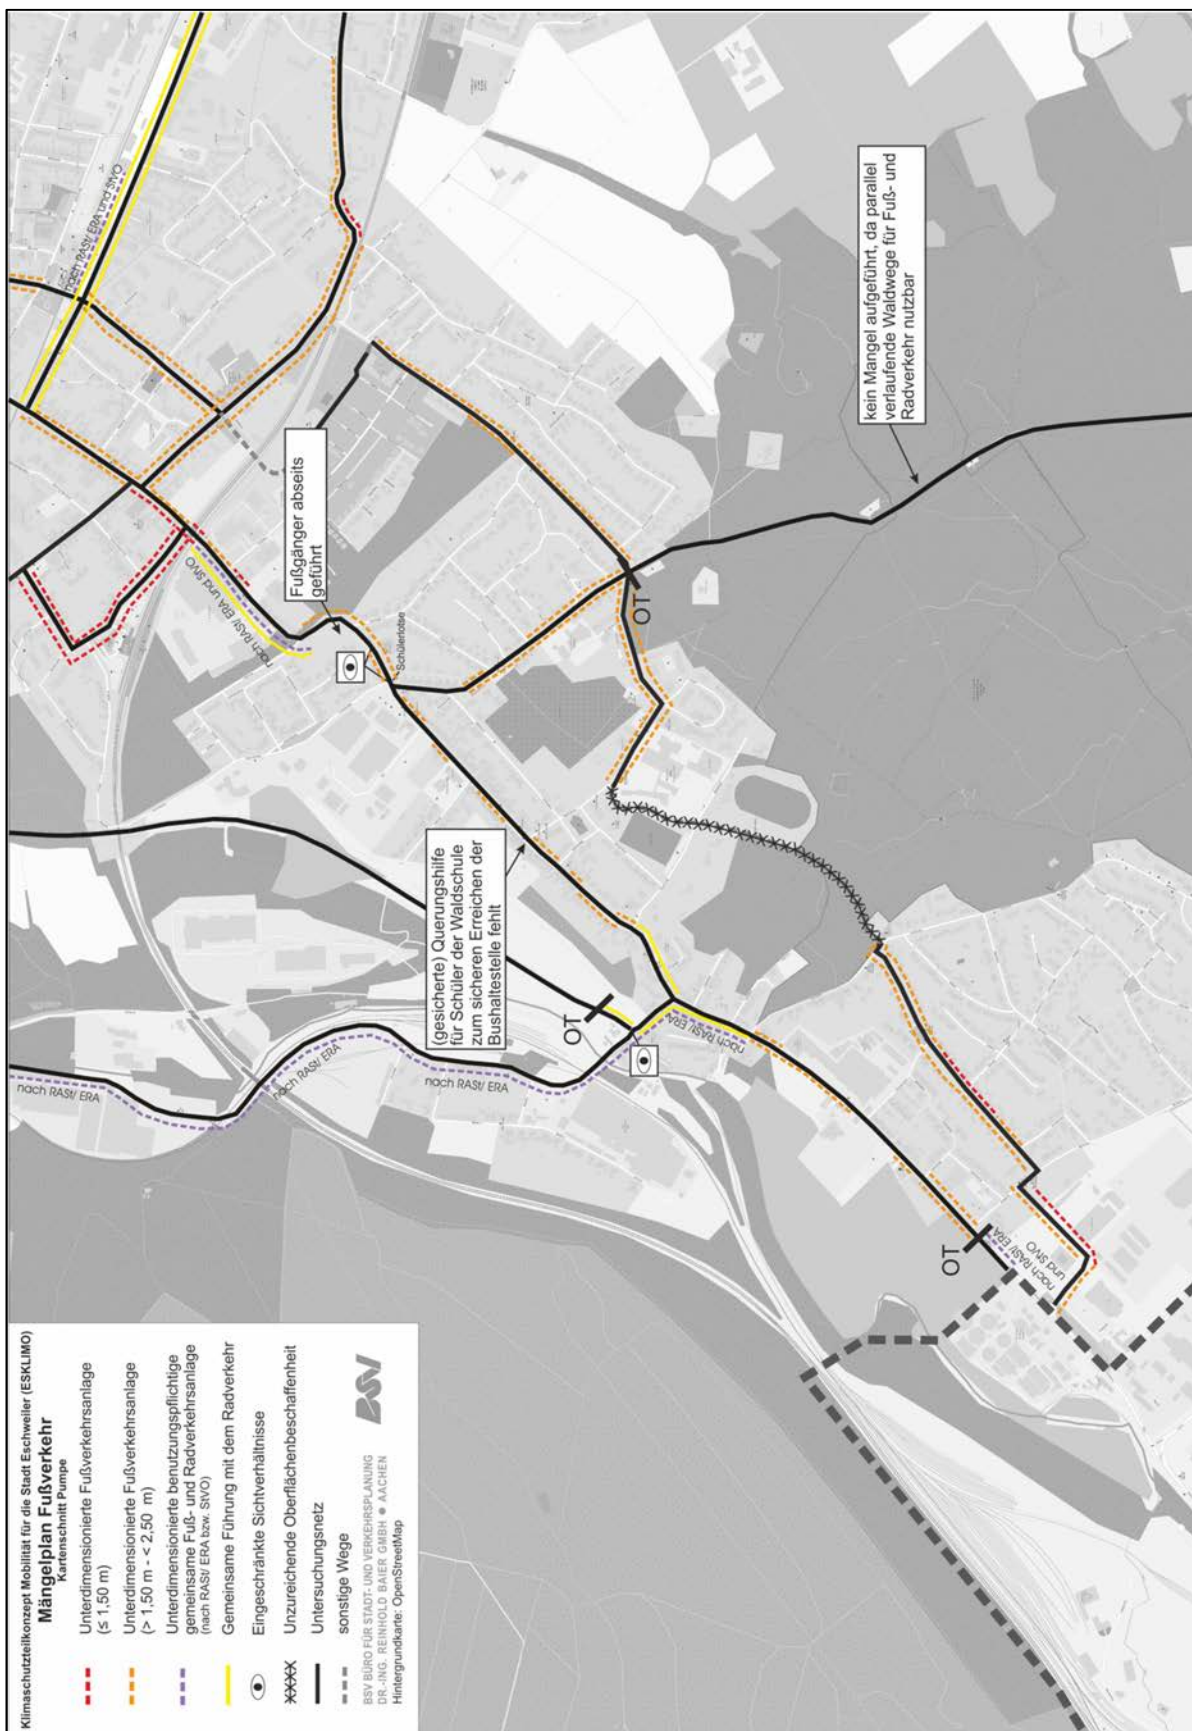 Klimaschutzteilkonzept Mobilität für die Stadt Eschweiler (ESKLIMO)
Mängelplan Fußverkehr
Kartenschnitt Pumpe
Unterdimensionierte Fußverkehrsanlage
(≤ 1,50 m)
Unterdimensionierte Fußverkehrsanlage
(> 1,50 m - < 2,50 m)
Unterdimensionierte benutzungspflichtige
gemeinsame Fuß- und Radverkehrsanlage
(nach RASt/ ERA bzw. StVO)
Gemeinsame Führung mit dem Radverkehr
Eingeschränkte Sichtverhältnisse
Unzureichende Oberflächenbeschaffenheit
Untersuchungsnetz
sonstige Wege
BSV BÜRO FÜR STADT- UND VERKEHRSPLANUNG
DR.-ING. REINHOLD BAIER GMBH ● AACHEN
Hintergrundkarte: OpenStreetMap
BSV
nach RASt/ ERA
nach RASt/ ERA
nach RASt/ ERA
OT
(gesicherte) Querungshilfe
für Schüler der Waldschule
zum sicheren Erreichen der
Bushaltestelle fehlt
nach RASt/ ERA und StVO
Fußgänger abseits
geführt
Schülerlotse
nach RASt/ ERA und StVO
OT
nach RASt/ ERA
kein Mangel aufgeführt, da parallel
verlaufende Waldwege für Fuß- und
Radverkehr nutzbar
OT
nach RASt/ ERA
und StVO